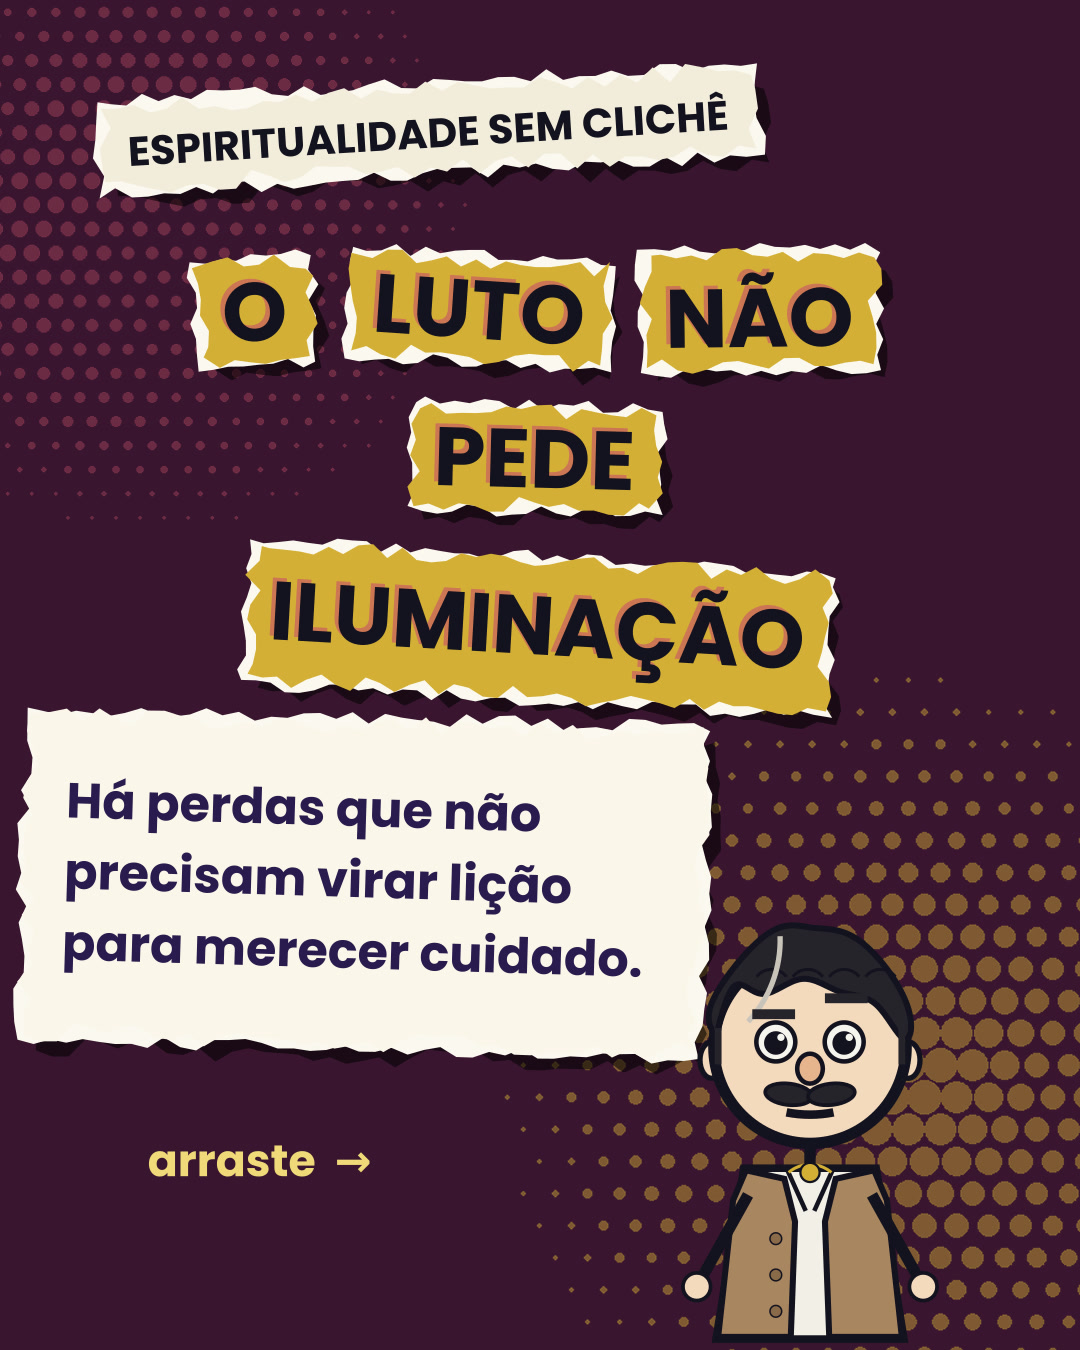 ESPIRITUALIDADE SEM CLICHÊ
O LUTO NÃO
PEDE
ILUMINAÇÃO
Há perdas que não
precisam virar lição
para merecer cuidado.
arraste →